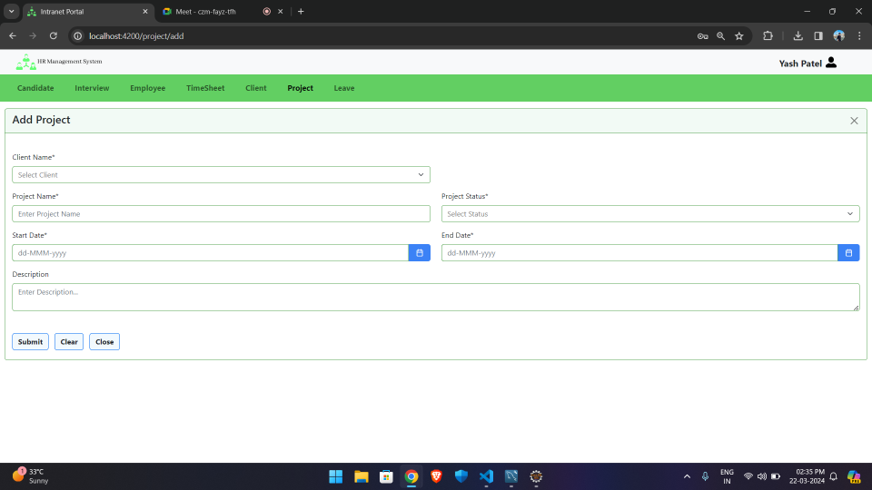 Intranet Portal
Meet - czm-fayz-tfh
localhost:4200/project/add
HR Management System
Yash Patel
Candidate Interview Employee TimeSheet Client Project Leave
Add Project
Client Name*
Select Client
Project Name* Project Status*
Enter Project Name Select Status
Start Date* End Date*
dd-MMM-yyyy dd-MMM-yyyy
Description
Enter Description...
Submit Clear Close
1
33°C
Sunny
ENG
IN
02:35 PM
22-03-2024